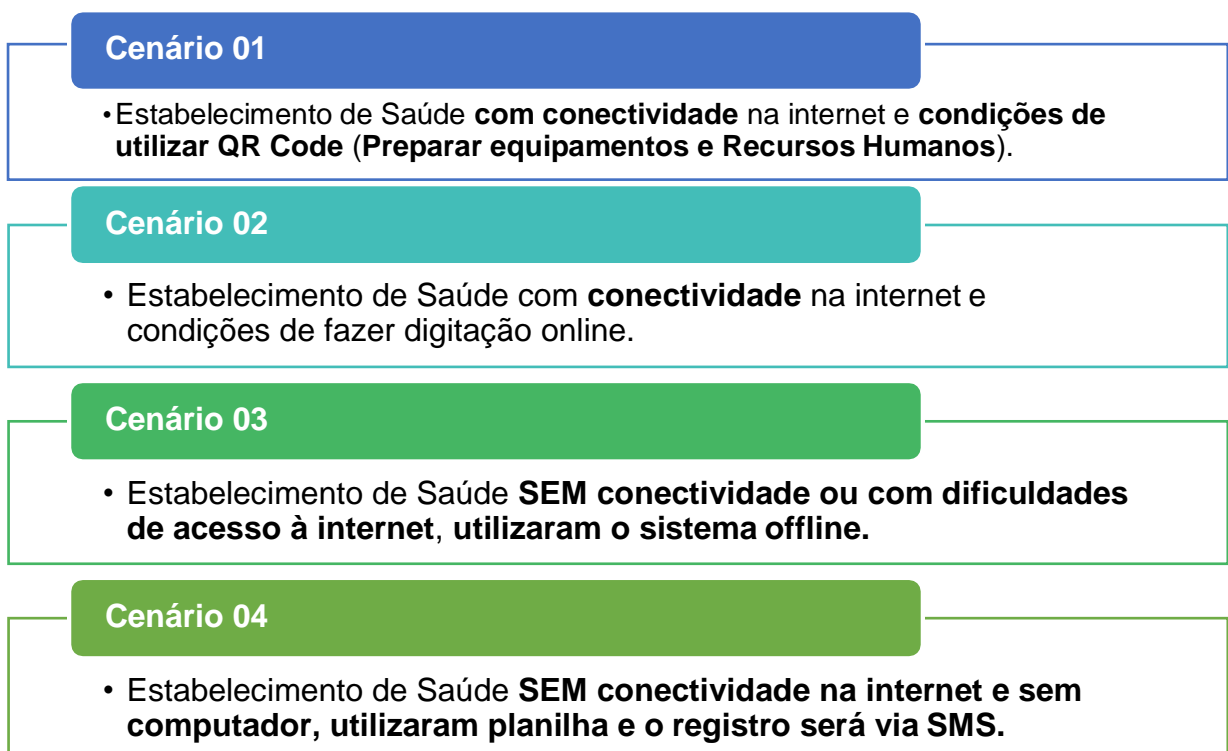 Cenário 01
•Estabelecimento de Saúde com conectividade na internet e condições de
utilizar QR Code (Preparar equipamentos e Recursos Humanos).
Cenário 02
• Estabelecimento de Saúde com conectividade na internet e
condições de fazer digitação online.
Cenário 03
• Estabelecimento de Saúde SEM conectividade ou com dificuldades
de acesso à internet, utilizaram o sistema offline.
Cenário 04
• Estabelecimento de Saúde SEM conectividade na internet e sem
computador, utilizaram planilha e o registro será via SMS.